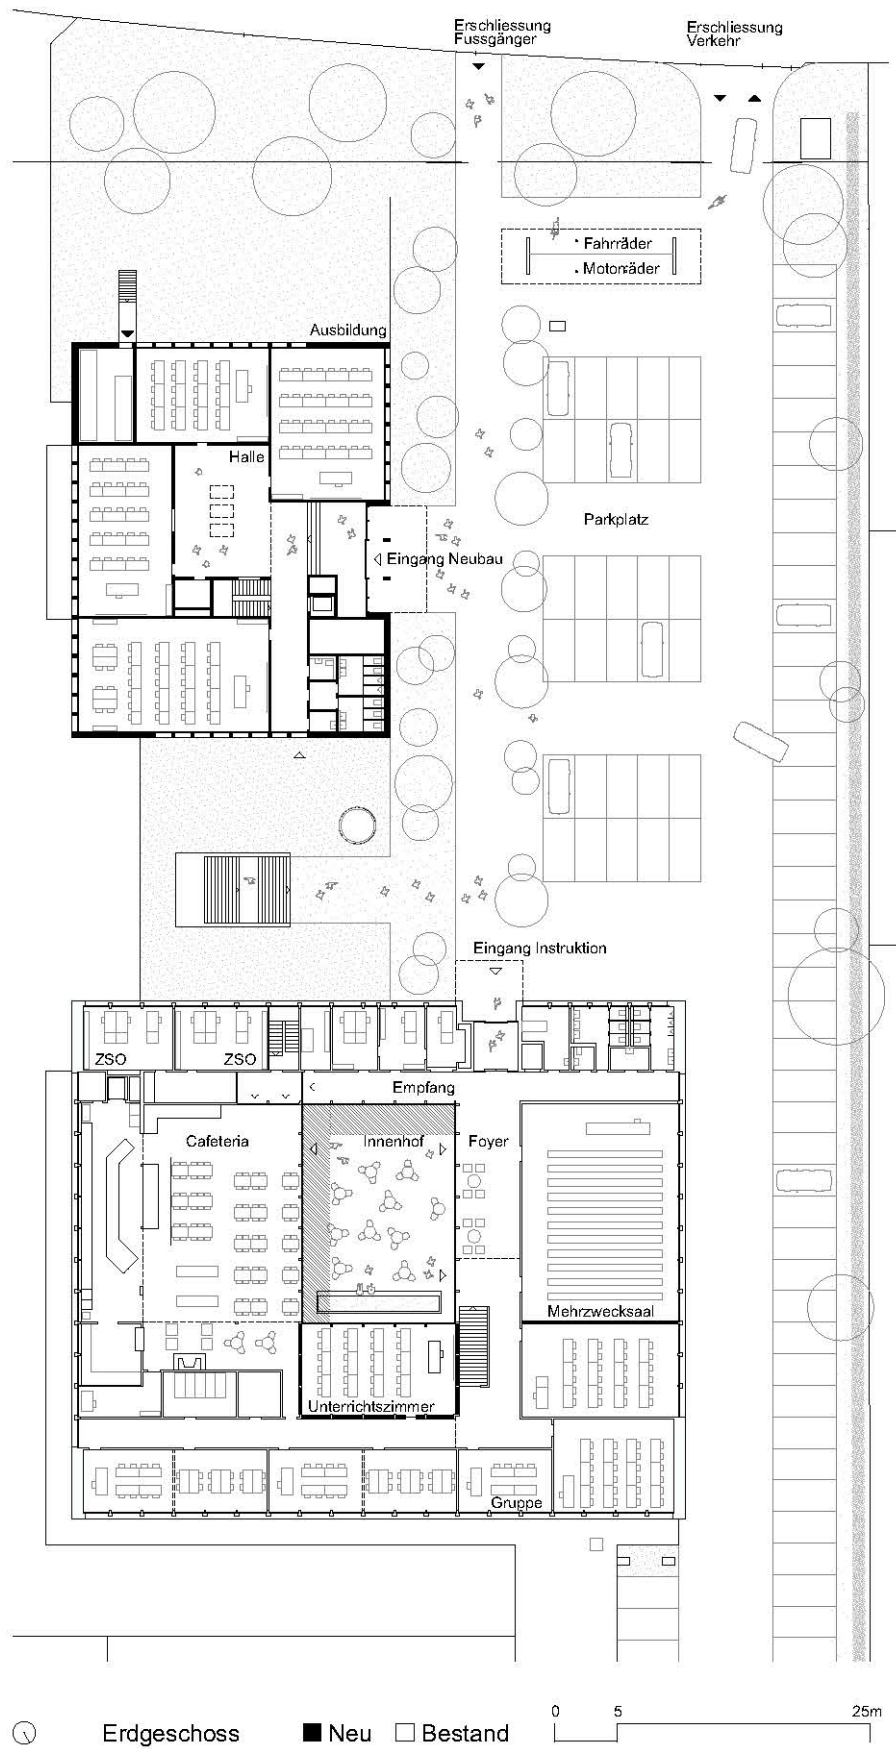 Erschliessung
Fussgänger
Erschliessung
Verkehr
Fahrräder
Motorräder
Ausbildung
Halle
Parkplatz
Eingang Neubau
Eingang Instruktion
ZSO
ZSO
Empfang
Cafeteria
Innenhof
Foyer
Mehrzwecksaal
Unterrichtszimmer
Gruppe
0 5 25m
Erdgeschoss
Neu
Bestand